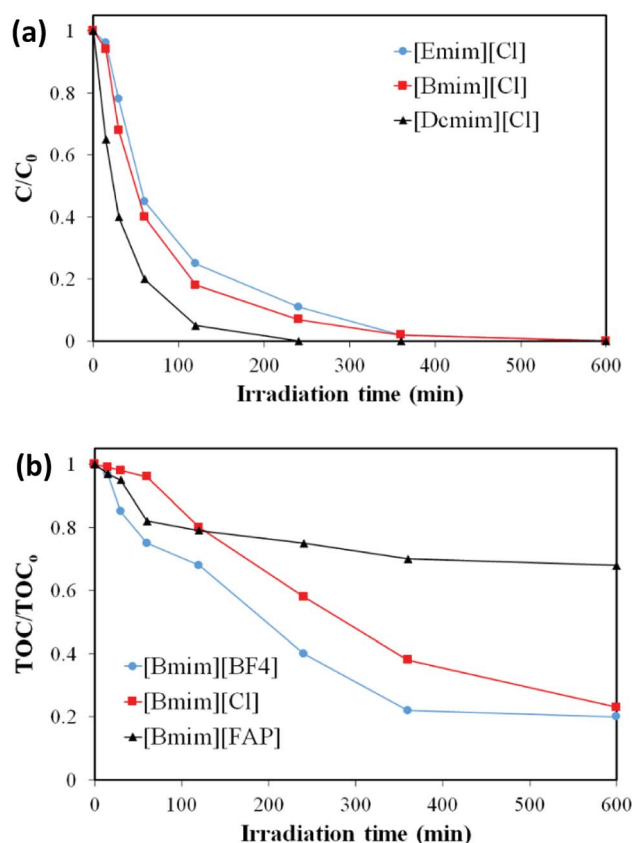 (a)
1
0.8
0.6
0.4
0.2
0
C/C₀
[Emim][Cl]
[Bmim][Cl]
[Dcmim][Cl]
0 100 200 300 400 500 600
Irradiation time (min)
(b)
1
0.8
0.6
0.4
0.2
0
TOC/TOCₒ
[Bmim][BF4]
[Bmim][Cl]
[Bmim][FAP]
0 100 200 300 400 500 600
Irradiation time (min)